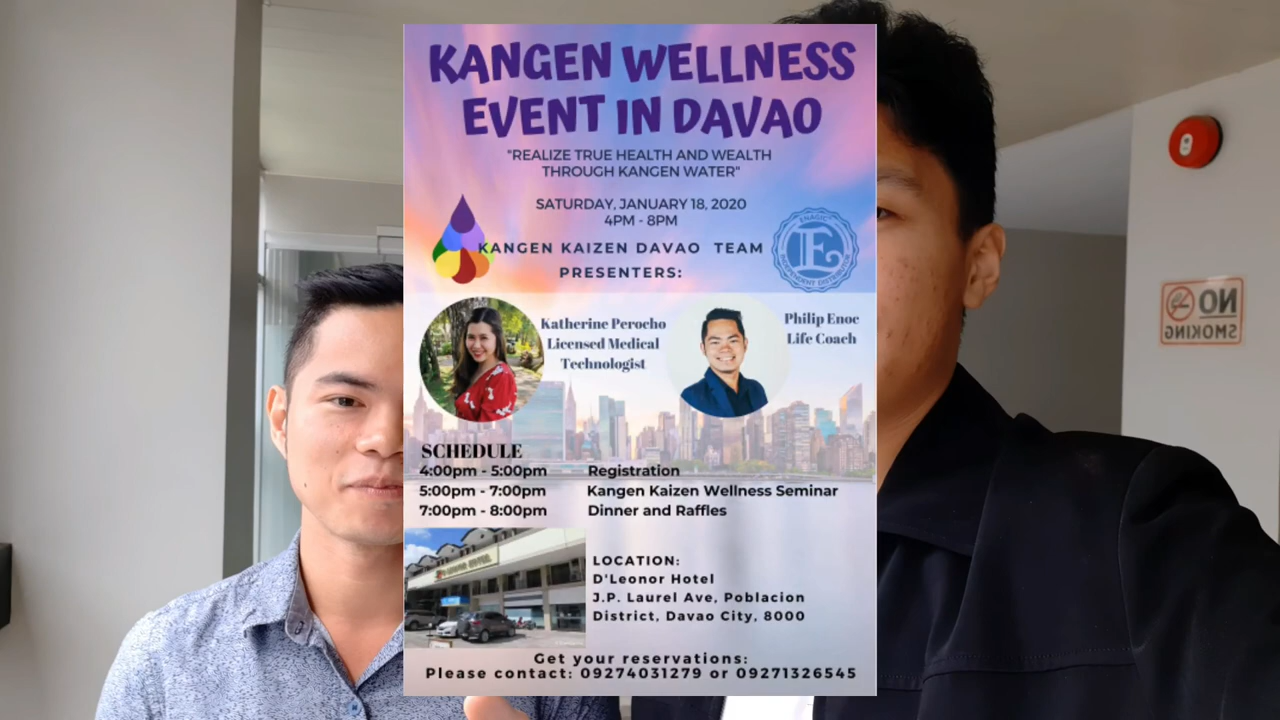 KANGEN WELLNESS
EVENT IN DAVAO
"REALIZE TRUE HEALTH AND WEALTH
THROUGH KANGEN WATER"
SATURDAY, JANUARY 18, 2020
4PM - 8PM
KANGEN KAIZEN DAVAO TEAM
PRESENTERS:
ENAGIC
E
INDEPENDENT DISTRIBUTOR
Katherine Perocho
Licensed Medical
Technologist
Philip Enoc
Life Coach
SCHEDULE
4:00pm - 5:00pm Registration
5:00pm - 7:00pm Kangen Kaizen Wellness Seminar
7:00pm - 8:00pm Dinner and Raffles
LOCATION:
D'Leonor Hotel
J.P. Laurel Ave, Poblacion
District, Davao City, 8000
Get your reservations:
Please contact: 09274031279 or 09271326545
NO
SMOKING